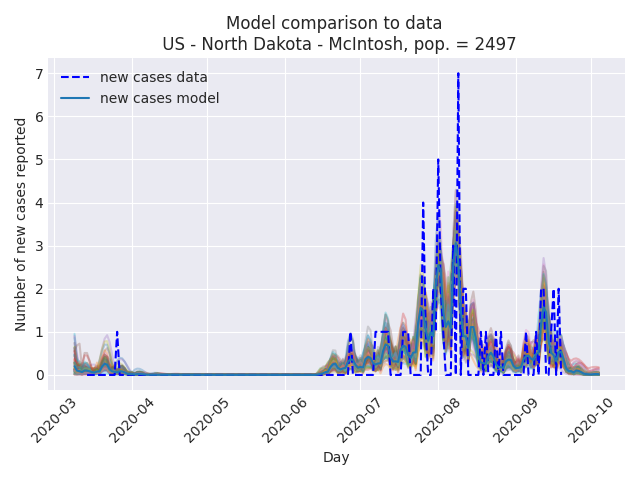 Model comparison to data
US - North Dakota - McIntosh, pop. = 2497
new cases data
new cases model
Number of new cases reported
7
6
5
4
3
2
1
0
2020-03
2020-04
2020-05
2020-06
2020-07
2020-08
2020-09
2020-10
Day